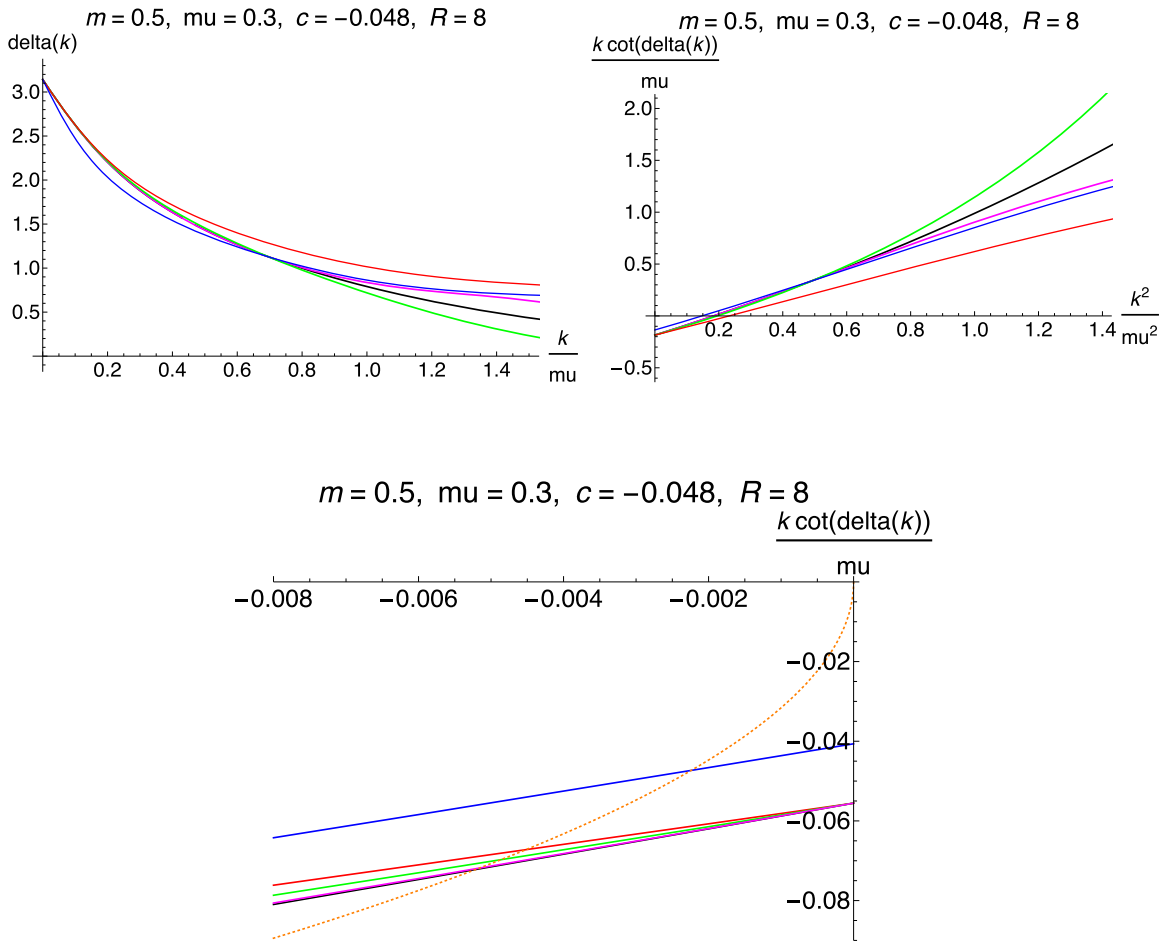 m = 0.5, mu = 0.3, c = −0.048, R = 8
delta(k)
3.0
2.5
2.0
1.5
1.0
0.5
0.2 0.4 0.6 0.8 1.0 1.2 1.4
k
mu
m = 0.5, mu = 0.3, c = −0.048, R = 8
k cot(delta(k))
mu
2.0
1.5
1.0
0.5
0.2 0.4 0.6 0.8 1.0 1.2 1.4
k²
mu²
−0.5
m = 0.5, mu = 0.3, c = −0.048, R = 8
k cot(delta(k))
mu
−0.008 −0.006 −0.004 −0.002
−0.02
−0.04
−0.06
−0.08